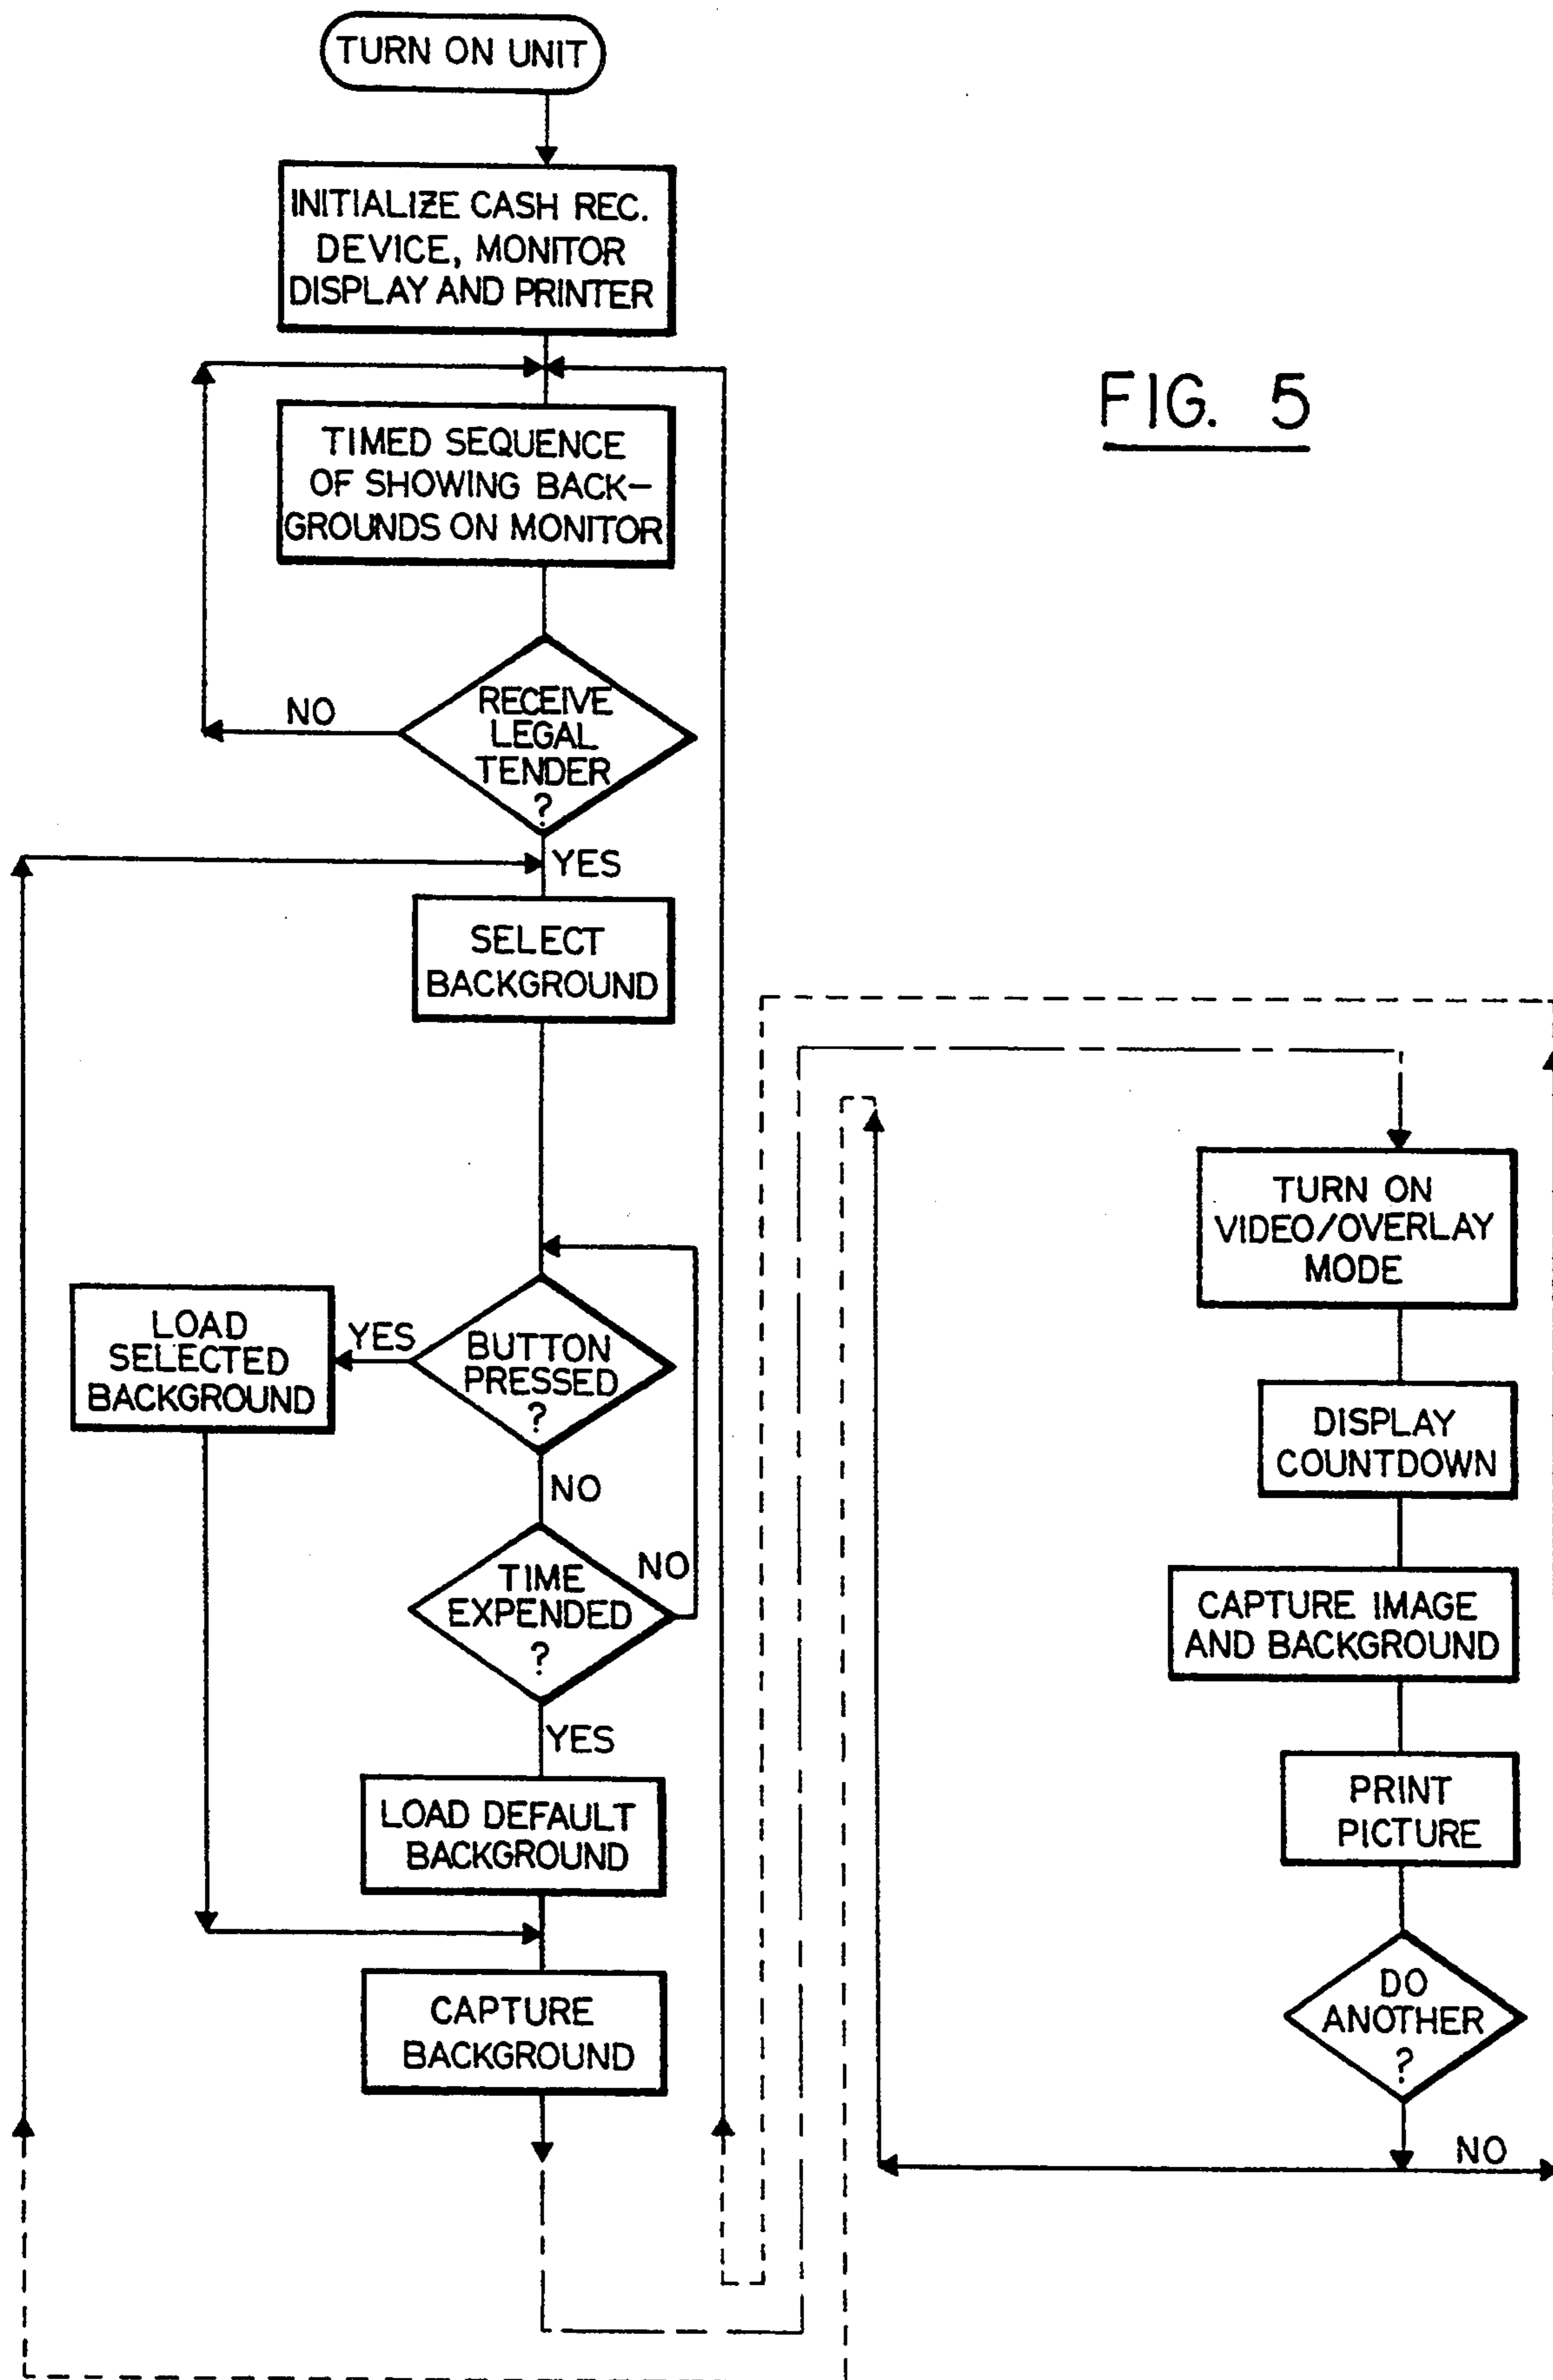 TURN ON UNIT
INITIALIZE CASH REC.
DEVICE, MONITOR
DISPLAY AND PRINTER
FIG. 5
TIMED SEQUENCE
OF SHOWING BACK-
GROUNDS ON MONITOR
RECEIVE
LEGAL
TENDER
?
NO
YES
SELECT
BACKGROUND
BUTTON
PRESSED
?
YES
LOAD
SELECTED
BACKGROUND
NO
TIME
EXPENDED
?
NO
YES
LOAD DEFAULT
BACKGROUND
CAPTURE
BACKGROUND
TURN ON
VIDEO/OVERLAY
MODE
DISPLAY
COUNTDOWN
CAPTURE IMAGE
AND BACKGROUND
PRINT
PICTURE
DO
ANOTHER
?
NO